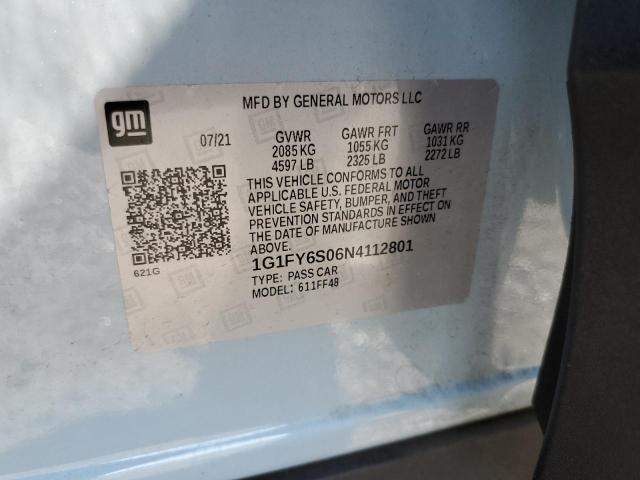 gm
MFD BY GENERAL MOTORS LLC
07/21 GVWR GAWR FRT GAWR RR
2085 KG 1055 KG 1031 KG
4597 LB 2325 LB 2272 LB
THIS VEHICLE CONFORMS TO ALL
APPLICABLE U.S. FEDERAL MOTOR
VEHICLE SAFETY, BUMPER, AND THEFT
PREVENTION STANDARDS IN EFFECT ON
THE DATE OF MANUFACTURE SHOWN
ABOVE.
621G
1G1FY6S06N4112801
TYPE: PASS CAR
MODEL: 611FF48